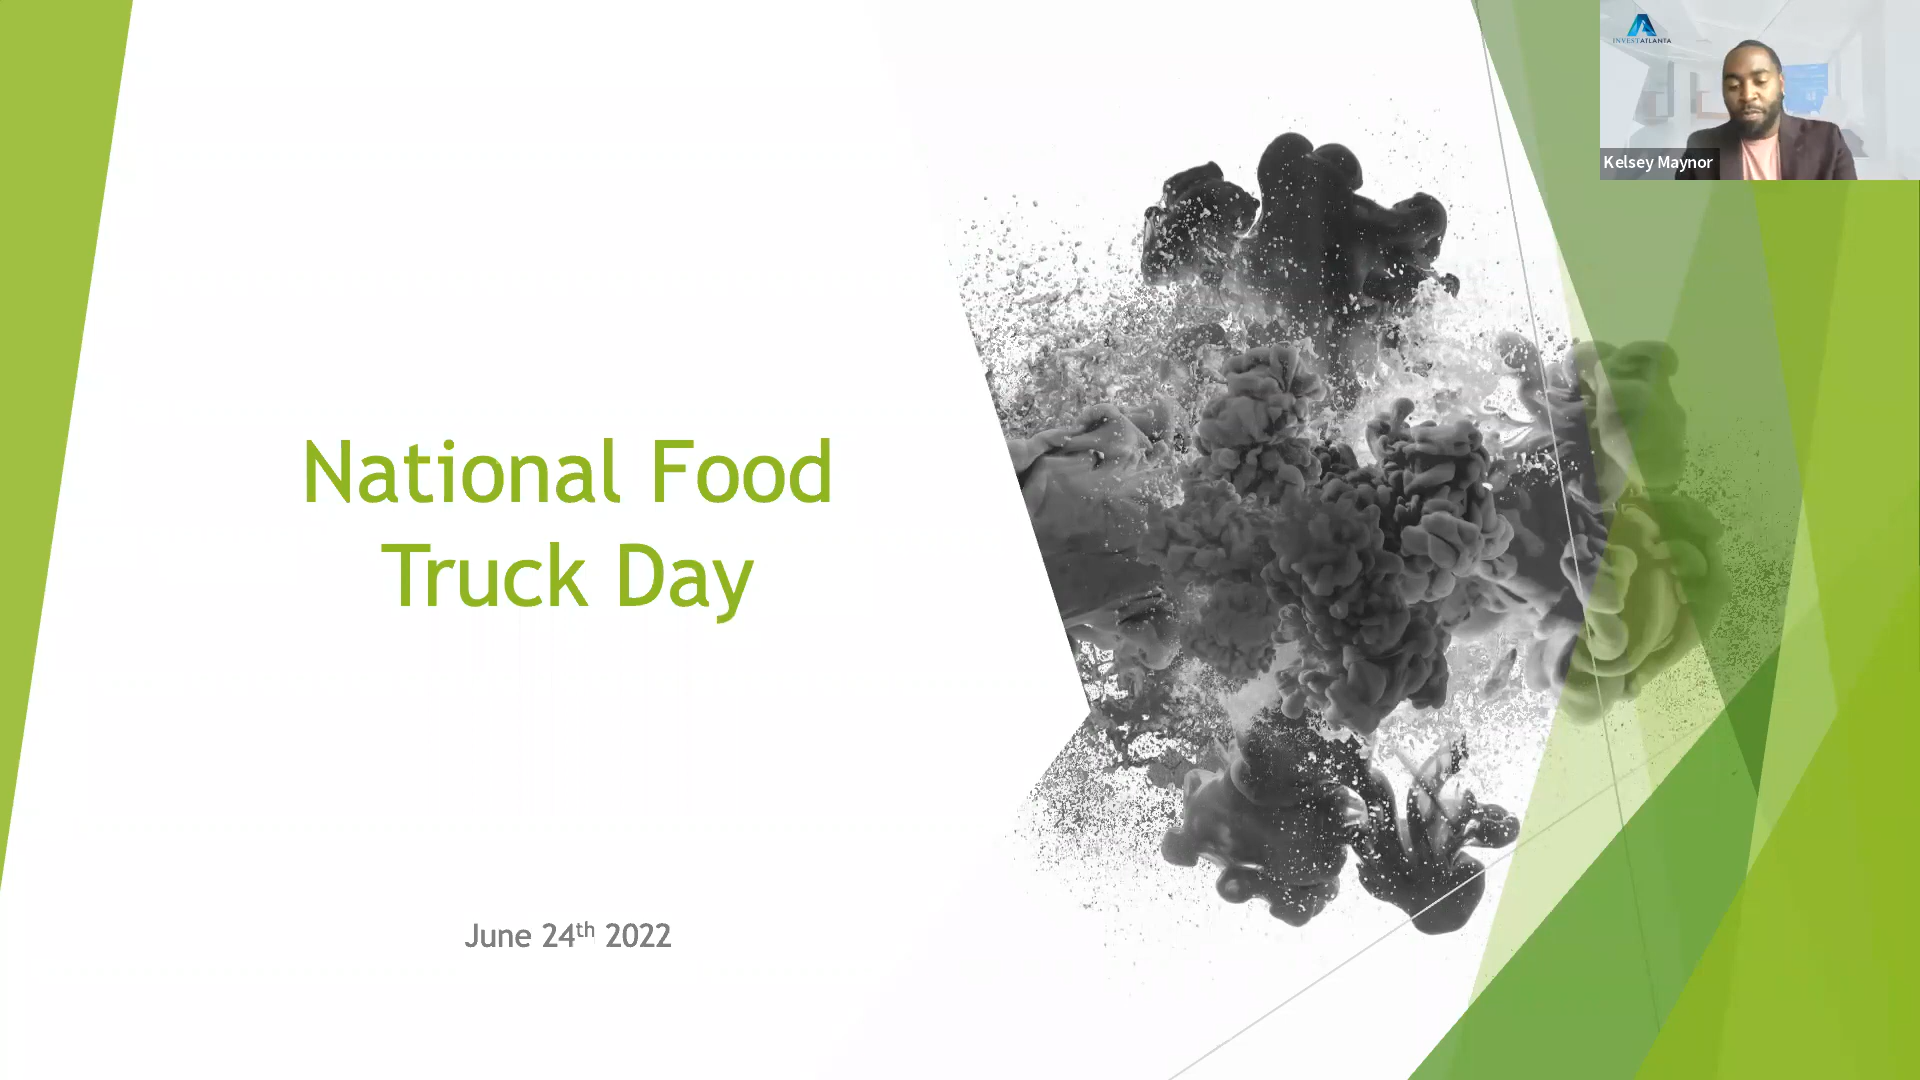 INVEST ATLANTA
Kelsey Maynor
National Food
Truck Day
June 24th 2022